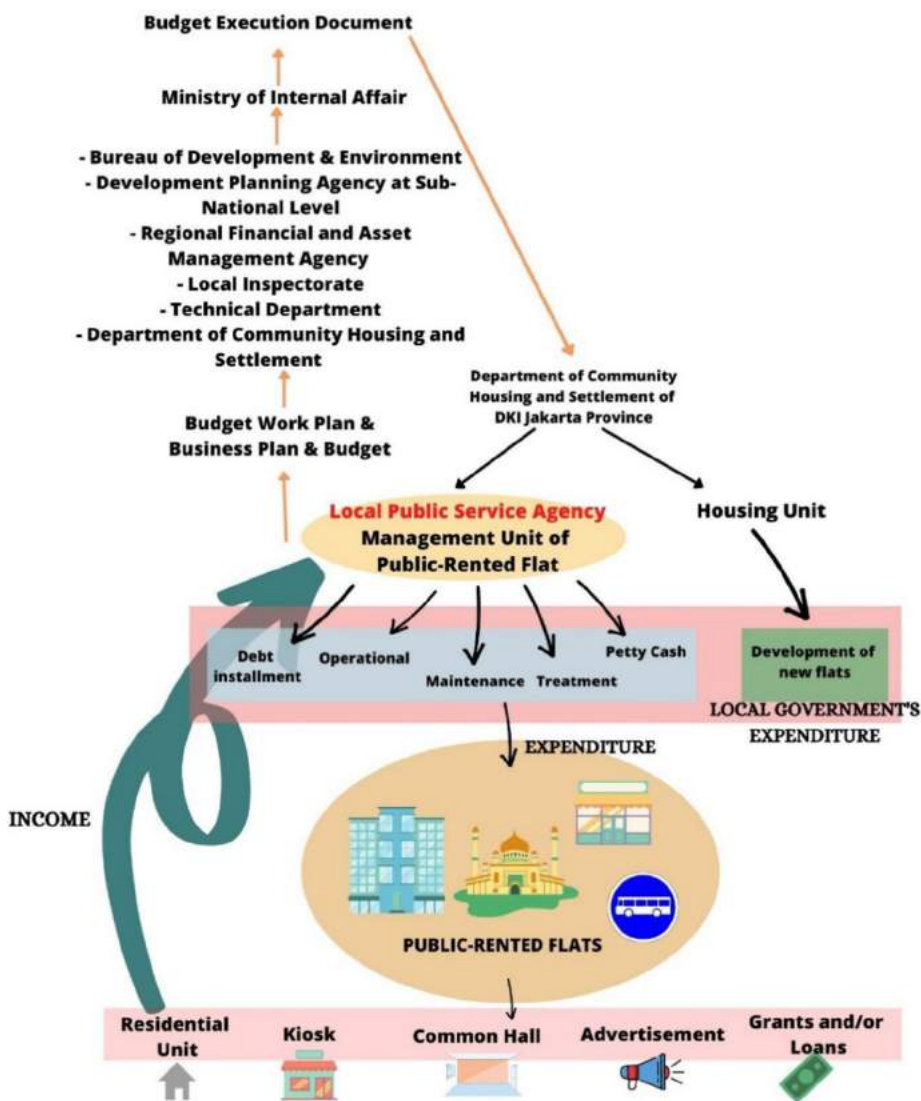 Budget Execution Document
Ministry of Internal Affair
- Bureau of Development & Environment
- Development Planning Agency at Sub-
National Level
- Regional Financial and Asset
Management Agency
- Local Inspectorate
- Technical Department
- Department of Community Housing and
Settlement
Department of Community
Housing and Settlement of
DKI Jakarta Province
Budget Work Plan &
Business Plan & Budget
Local Public Service Agency
Management Unit of
Public-Rented Flat
Housing Unit
Debt
installment
Operational
Maintenance
Treatment
Petty Cash
Development of
new flats
LOCAL GOVERNMENT'S
EXPENDITURE
EXPENDITURE
INCOME
PUBLIC-RENTED FLATS
Residential
Unit
Kiosk
Common Hall
Advertisement
Grants and/or
Loans